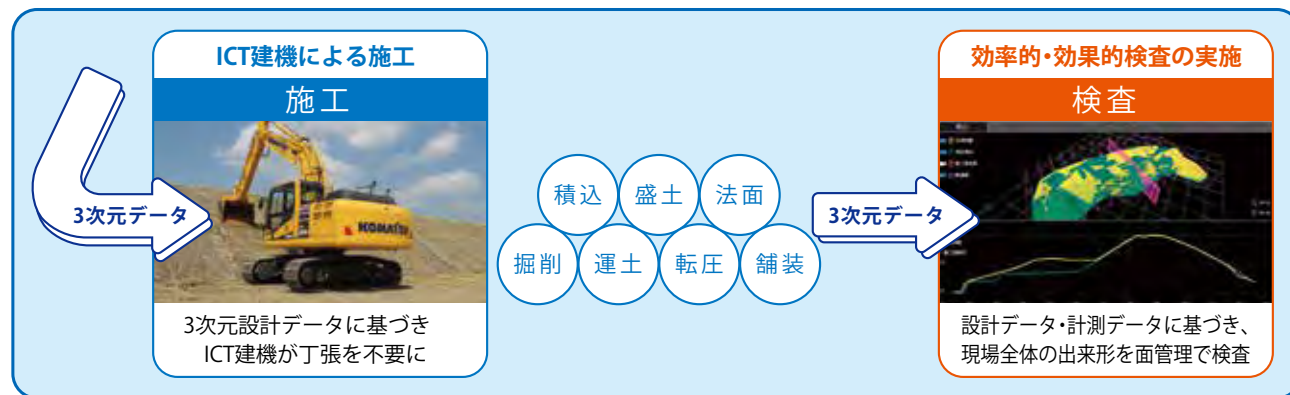 ICT建機による施工
施工
3次元データ
KOMATSU
3次元設計データに基づき
ICT建機が丁張を不要に
積込
盛土
法面
掘削
運土
転圧
舗装
3次元データ
効率的・効果的検査の実施
検査
設計データ・計測データに基づき、
現場全体の出来形を面管理で検査